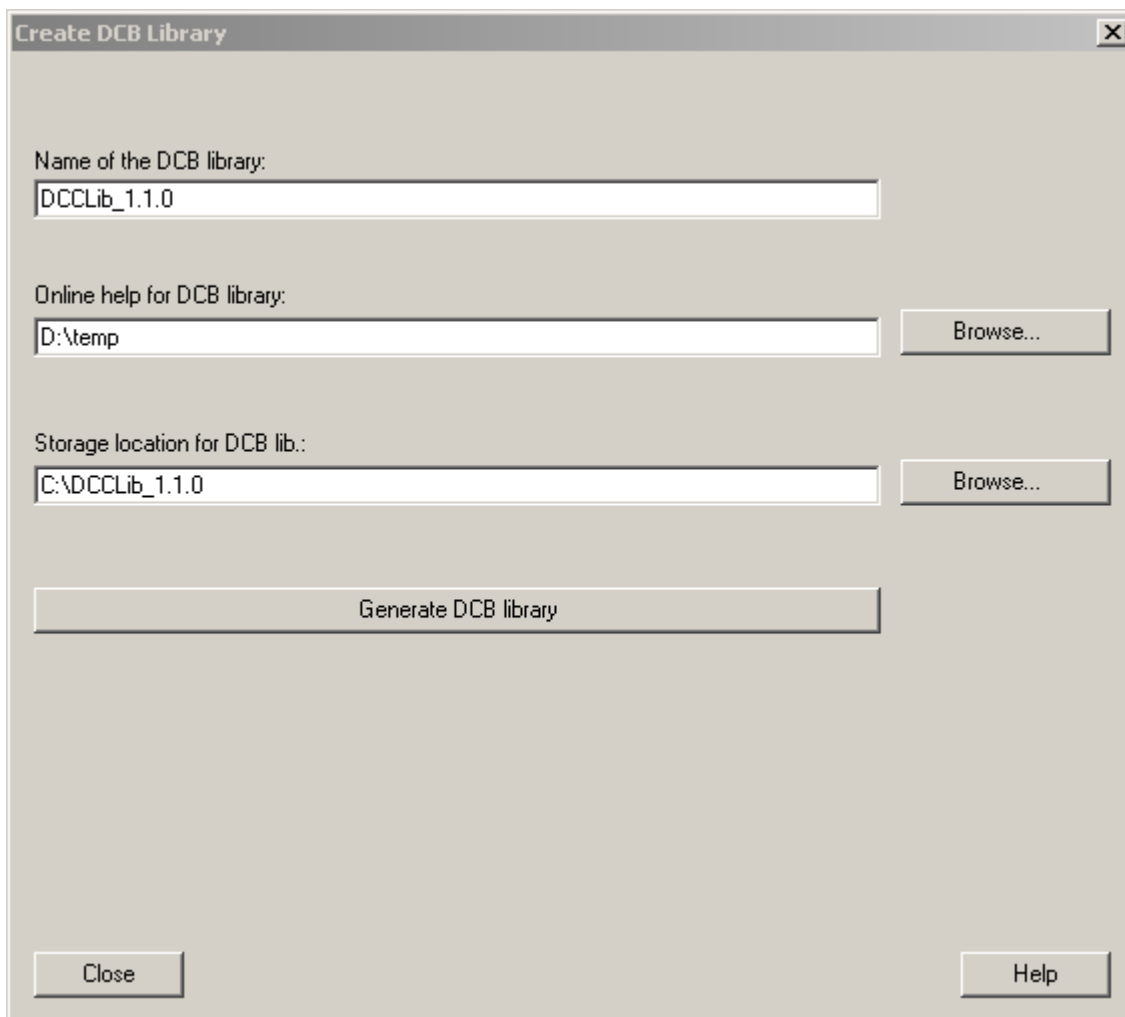 Create DCB Library
Name of the DCB library:
DCCLib_1.1.0
Online help for DCB library:
D:\temp
Browse...
Storage location for DCB lib.:
C:\DCCLib_1.1.0
Browse...
Generate DCB library
Close
Help